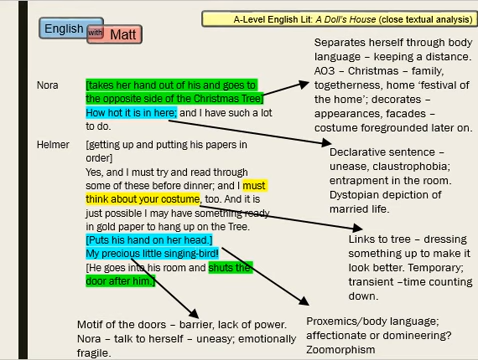 English with Matt
A-Level English Lit: A Doll's House (close textual analysis)
Nora
[takes her hand out of his and goes to
the opposite side of the Christmas Tree]
How hot it is in here; and I have such a lot
to do.
Helmer
[getting up and putting his papers in
order]
Yes, and I must try and read through
some of these before dinner; and I must
think about your costume, too. And it is
just possible I may have something ready
in gold paper to hang up on the Tree.
[Puts his hand on her head.]
My precious little singing-bird!
[He goes into his room and shuts the
door after him.]
Separates herself through body
language – keeping a distance.
AO3 – Christmas – family,
togetherness, home 'festival of
the home'; decorates –
appearances, facades –
costume foregrounded later on.
Declarative sentence –
unease, claustrophobia;
entrapment in the room.
Dystopian depiction of
married life.
Links to tree – dressing
something up to make it
look better. Temporary;
transient –time counting
down.
Proxemics/body language;
affectionate or domineering?
Zoomorphism
Motif of the doors – barrier, lack of power.
Nora – talk to herself – uneasy; emotionally
fragile.